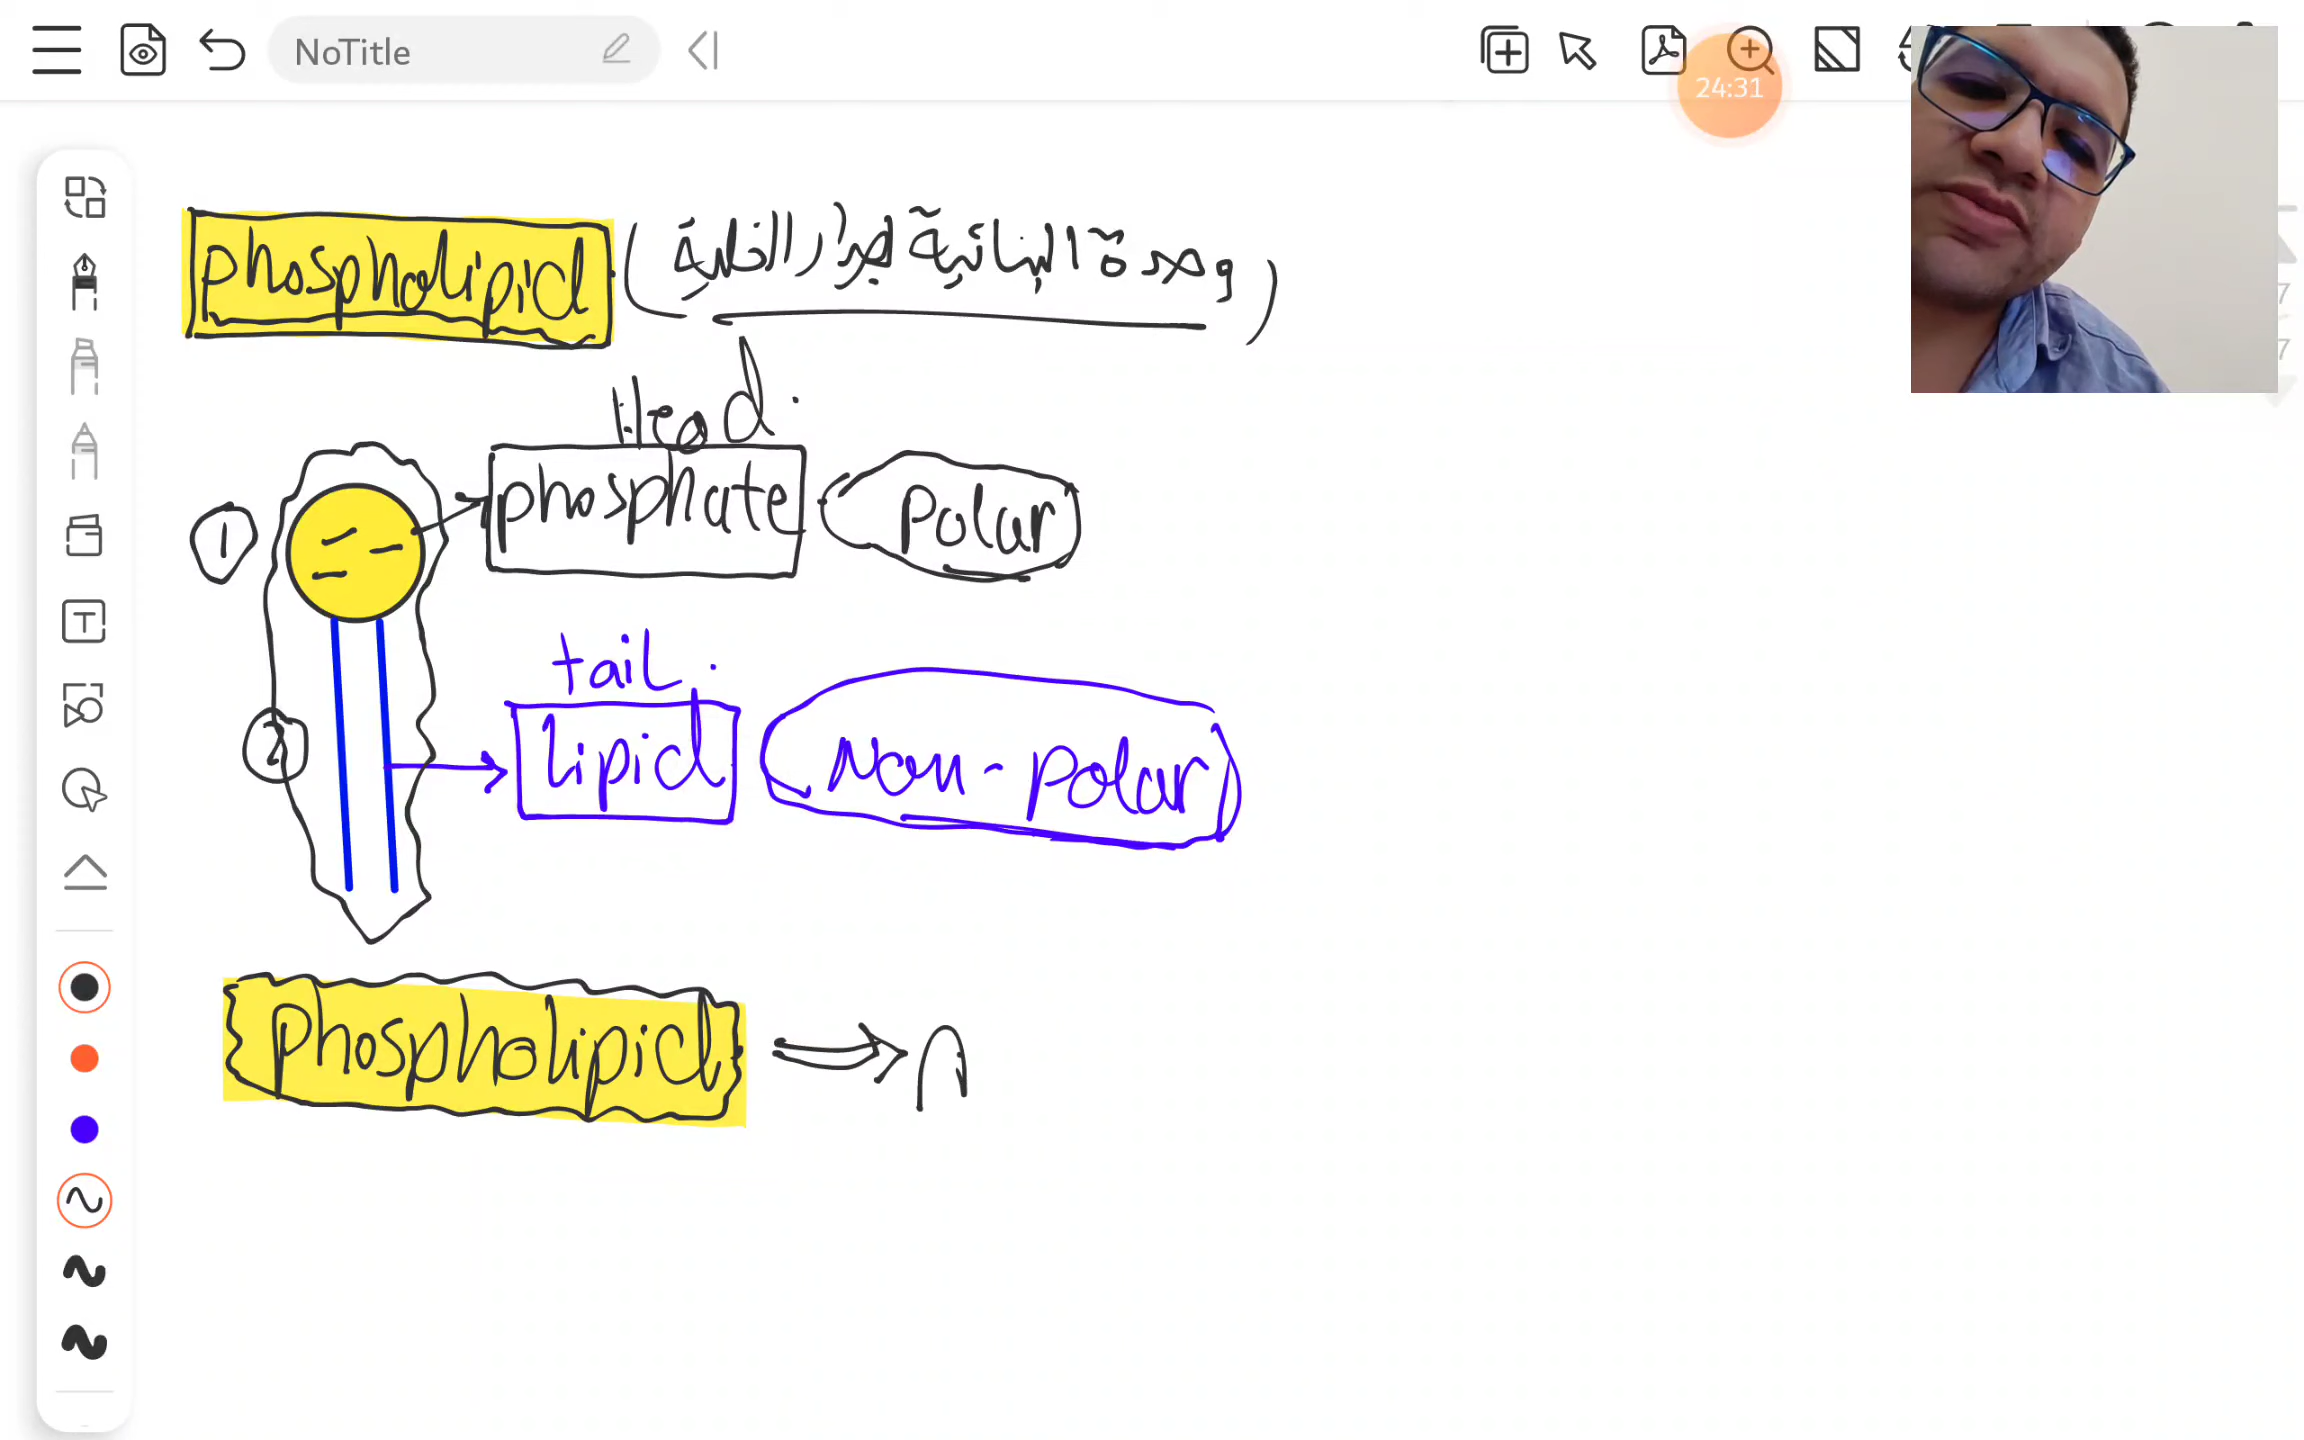 NoTitle
24:31
phospholipid (وحدة البنائية لجدار الخلية)
Head
1 phosphate (Polar)
tail
2 lipid (Non-polar)
phospholipid ⇒